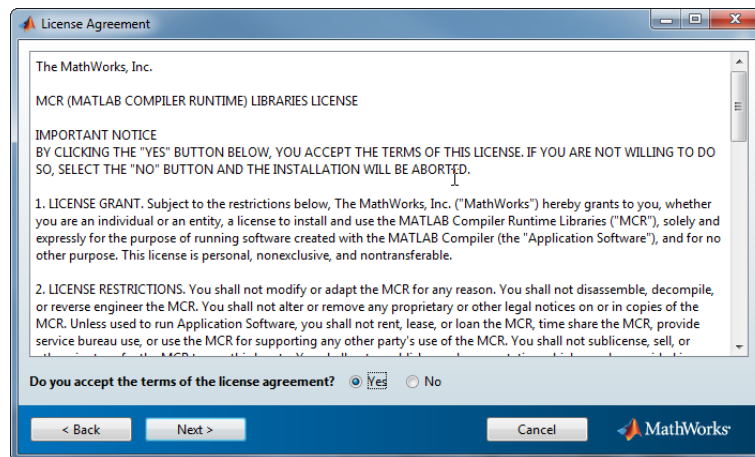 License Agreement
The MathWorks, Inc.
MCR (MATLAB COMPILER RUNTIME) LIBRARIES LICENSE
IMPORTANT NOTICE
BY CLICKING THE "YES" BUTTON BELOW, YOU ACCEPT THE TERMS OF THIS LICENSE. IF YOU ARE NOT WILLING TO DO
SO, SELECT THE "NO" BUTTON AND THE INSTALLATION WILL BE ABORTED.
1. LICENSE GRANT. Subject to the restrictions below, The MathWorks, Inc. ("MathWorks") hereby grants to you, whether
you are an individual or an entity, a license to install and use the MATLAB Compiler Runtime Libraries ("MCR"), solely and
expressly for the purpose of running software created with the MATLAB Compiler (the "Application Software"), and for no
other purpose. This license is personal, nonexclusive, and nontransferable.
2. LICENSE RESTRICTIONS. You shall not modify or adapt the MCR for any reason. You shall not disassemble, decompile,
or reverse engineer the MCR. You shall not alter or remove any proprietary or other legal notices on or in copies of the
MCR. Unless used to run Application Software, you shall not rent, lease, or loan the MCR, time share the MCR, provide
service bureau use, or use the MCR for supporting any other party's use of the MCR. You shall not sublicense, sell, or
Do you accept the terms of the license agreement? Yes No
< Back Next > Cancel MathWorks